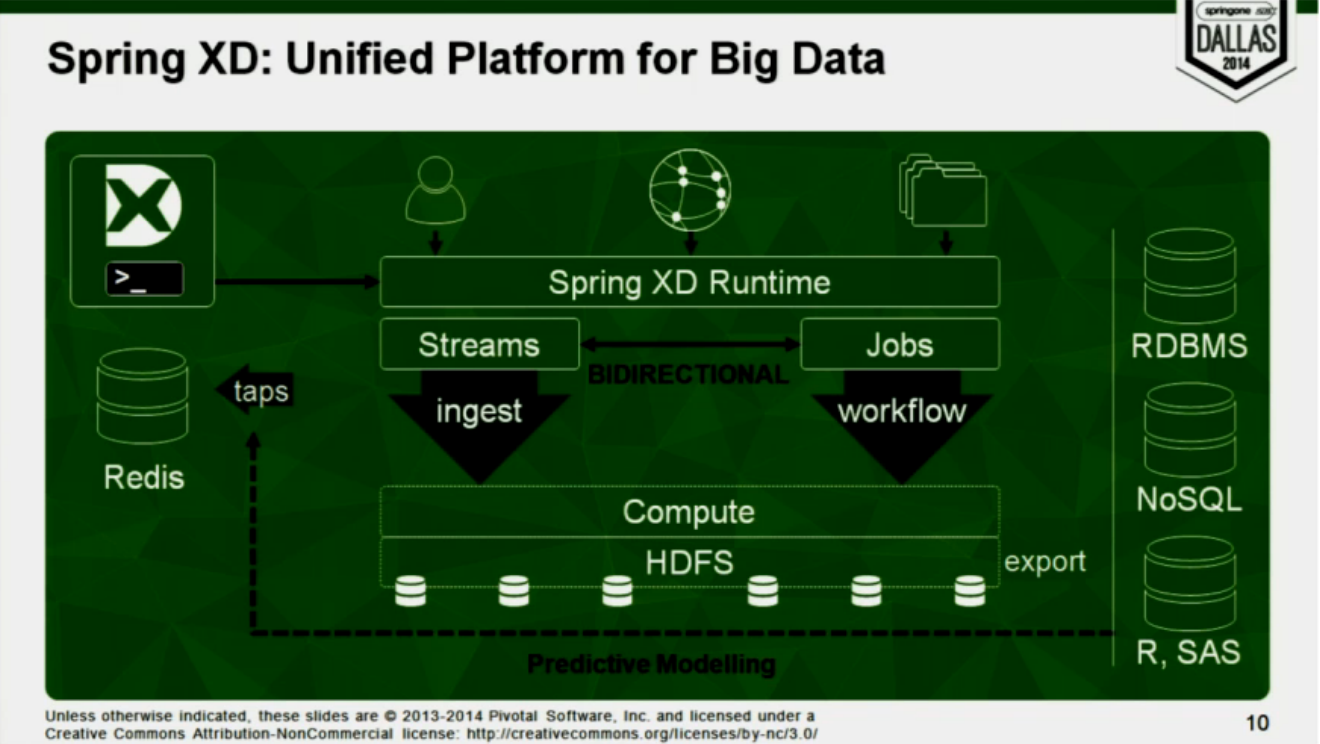 springone 2GX
DALLAS
2014
Spring XD: Unified Platform for Big Data
XD
>_
Spring XD Runtime
Streams
Jobs
BIDIRECTIONAL
RDBMS
taps
ingest
workflow
Redis
NoSQL
Compute
HDFS
export
R, SAS
Predictive Modelling
Unless otherwise indicated, these slides are © 2013-2014 Pivotal Software, Inc. and licensed under a
Creative Commons Attribution-NonCommercial license: http://creativecommons.org/licenses/by-nc/3.0/
10